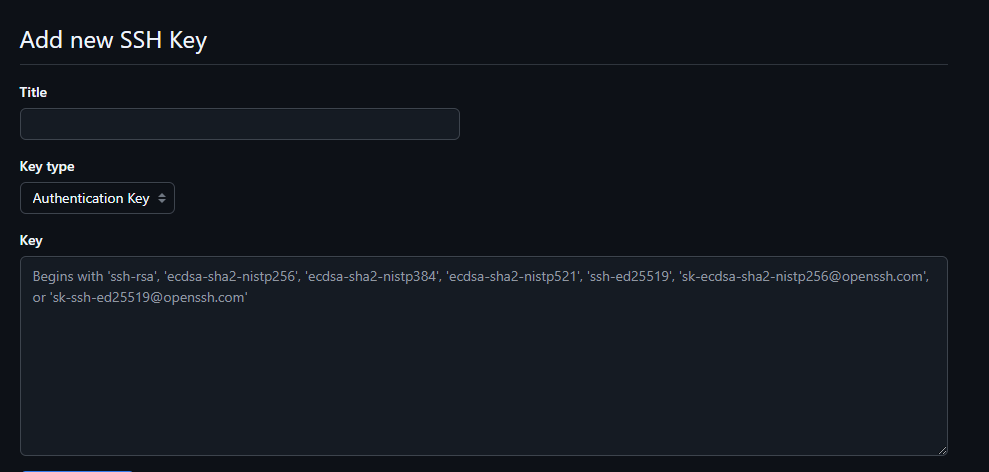 Add new SSH Key
Title
Key type
Authentication Key
Key
Begins with 'ssh-rsa', 'ecdsa-sha2-nistp256', 'ecdsa-sha2-nistp384', 'ecdsa-sha2-nistp521', 'ssh-ed25519', 'sk-ecdsa-sha2-nistp256@openssh.com',
or 'sk-ssh-ed25519@openssh.com'